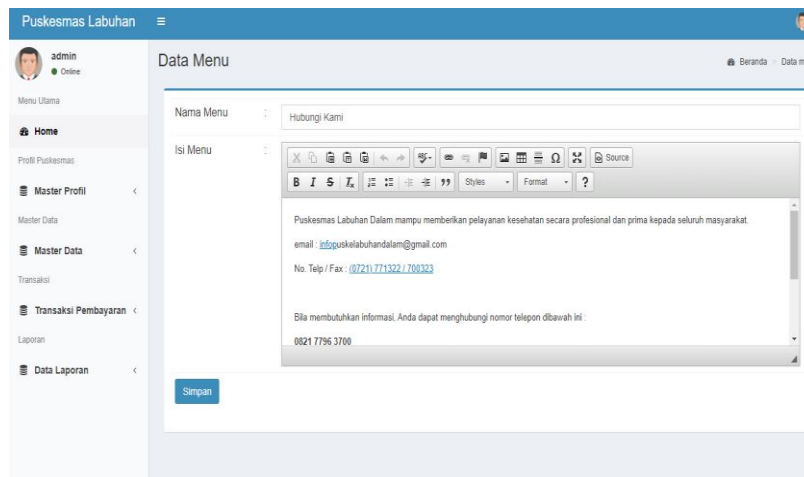 Puskesmas Labuhan
admin
Online
Menu Utama
Home
Profil Puskesmas
Master Profil
Master Data
Master Data
Transaksi
Transaksi Pembayaran
Laporan
Data Laporan
Data Menu
Beranda > Data m
Nama Menu :
Hubungi Kami
Isi Menu :
Source
B I S Ix Styles Format ?
Puskesmas Labuhan Dalam mampu memberikan pelayanan kesehatan secara profesional dan prima kepada seluruh masyarakat.
email : infopuskelabuhandalam@gmail.com
No. Telp / Fax : (0721) 771322 / 700323
Bila membutuhkan informasi, Anda dapat menghubungi nomor telepon dibawah ini :
0821 7796 3700
Simpan